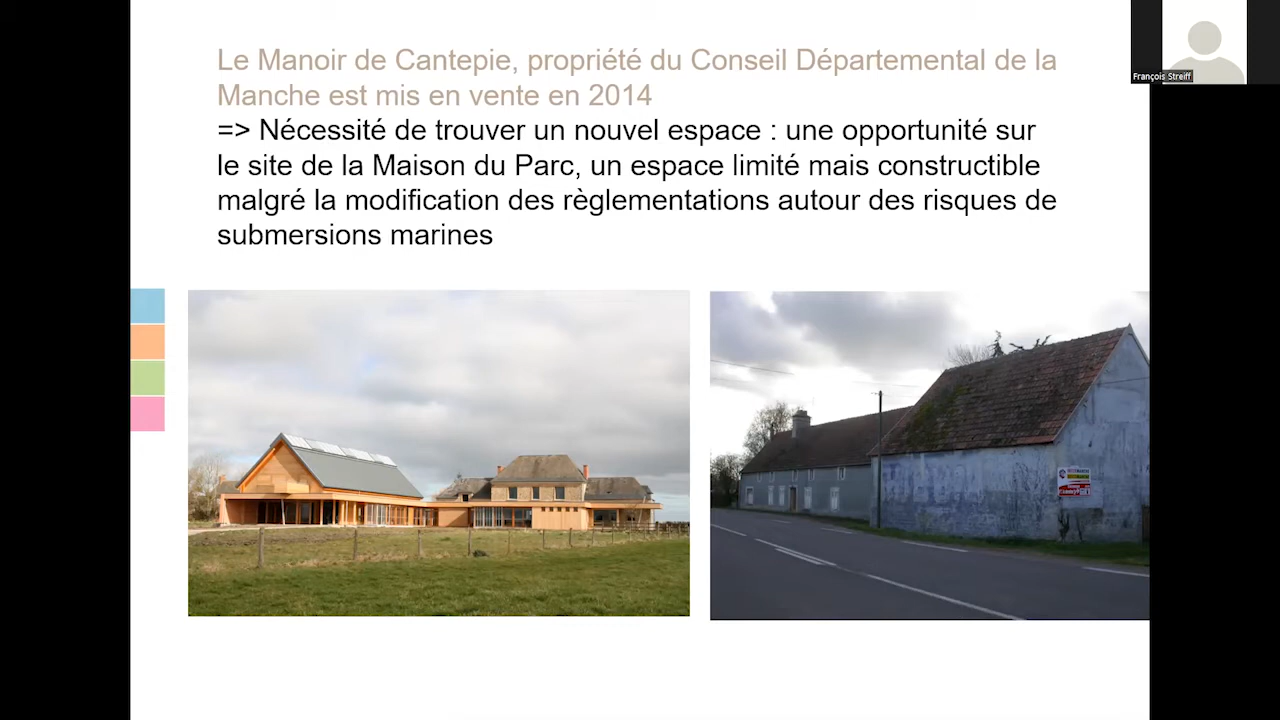 Le Manoir de Cantepie, propriété du Conseil Départemental de la
Manche est mis en vente en 2014
=> Nécessité de trouver un nouvel espace : une opportunité sur
le site de la Maison du Parc, un espace limité mais constructible
malgré la modification des règlementations autour des risques de
submersions marines
François Streiff